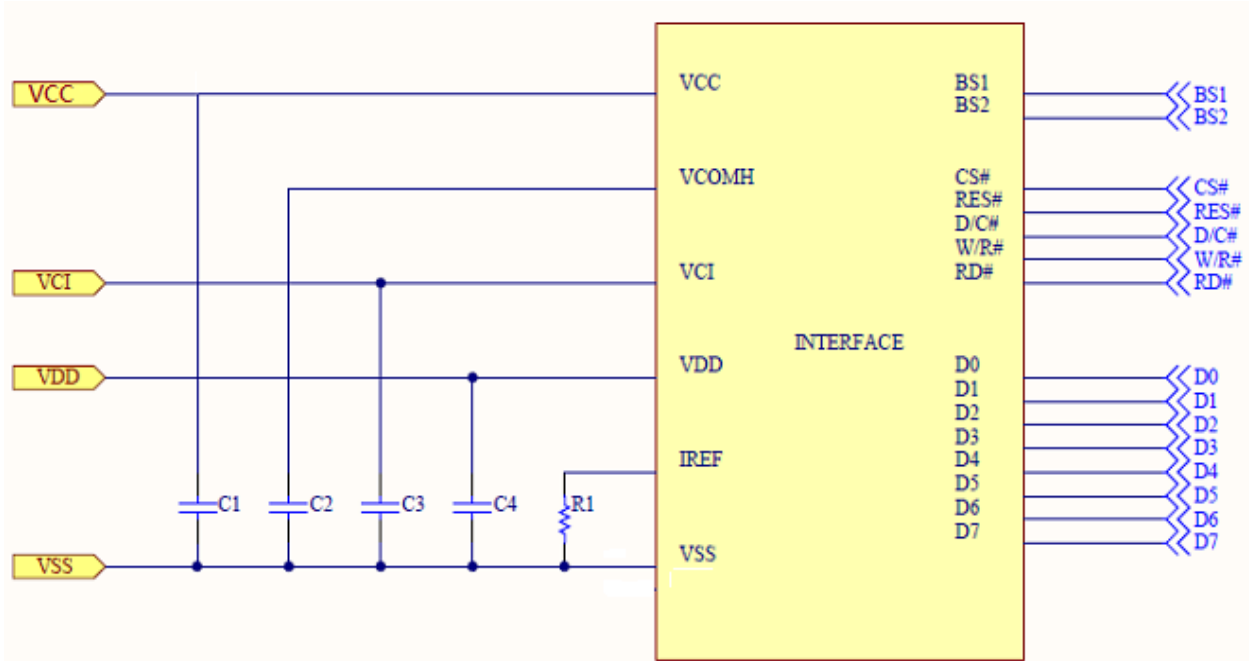 VCC
VCI
VDD
VSS
C1
C2
C3
C4
R1
VCC
VCOMH
VCI
VDD
IREF
VSS
INTERFACE
BS1
BS2
CS#
RES#
D/C#
W/R#
RD#
D0
D1
D2
D3
D4
D5
D6
D7
BS1
BS2
CS#
RES#
D/C#
W/R#
RD#
D0
D1
D2
D3
D4
D5
D6
D7